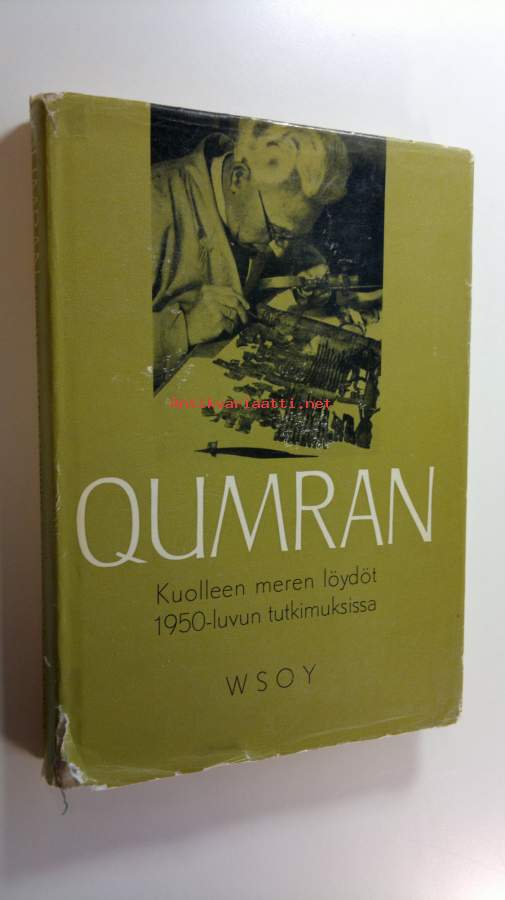 Antikvariaatti.net
QUMRAN
Kuolleen meren löydöt
1950-luvun tutkimuksissa
WSOY